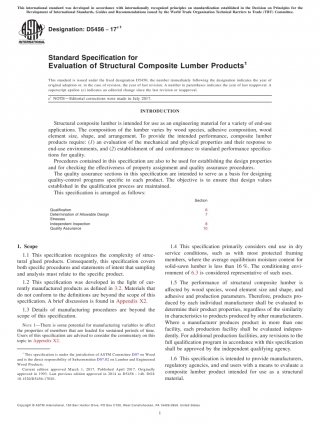 This international standard was developed in accordance with internationally recognized principles on standardization established in the Decision on Principles for the
Development of International Standards, Guides and Recommendations issued by the World Trade Organization Technical Barriers to Trade (TBT) Committee.
Designation: D5456 − 17ε1
Standard Specification for
Evaluation of Structural Composite Lumber Products1
This standard is issued under the fixed designation D5456; the number immediately following the designation indicates the year of
original adoption or, in the case of revision, the year of last revision. A number in parentheses indicates the year of last reapproval. A
superscript epsilon (ε) indicates an editorial change since the last revision or reapproval.
ε1 NOTE—Editorial corrections were made in July 2017.
INTRODUCTION
Structural composite lumber is intended for use as an engineering material for a variety of end-use
applications. The composition of the lumber varies by wood species, adhesive composition, wood
element size, shape, and arrangement. To provide the intended performance, composite lumber
products require: (1) an evaluation of the mechanical and physical properties and their response to
end-use environments, and (2) establishment of and conformance to standard performance specifica-
tions for quality.
Procedures contained in this specification are also to be used for establishing the design properties
and for checking the effectiveness of property assignment and quality assurance procedures.
The quality assurance sections in this specification are intended to serve as a basis for designing
quality-control programs specific to each product. The objective is to ensure that design values
established in the qualification process are maintained.
This specification is arranged as follows:
Section
Qualification 6
Determination of Allowable Design 7
Stresses
Independent Inspection 9
Quality Assurance 10
1. Scope
1.1 This specification recognizes the complexity of struc-
tural glued products. Consequently, this specification covers
both specific procedures and statements of intent that sampling
and analysis must relate to the specific product.
1.2 This specification was developed in the light of cur-
rently manufactured products as defined in 3.2. Materials that
do not conform to the definitions are beyond the scope of this
specification. A brief discussion is found in Appendix X2.
1.3 Details of manufacturing procedures are beyond the
scope of this specification.
NOTE 1—There is some potential for manufacturing variables to affect
the properties of members that are loaded for sustained periods of time.
Users of this specification are advised to consider the commentary on this
topic in Appendix X2.
1 This specification is under the jurisdiction of ASTM Committee D07 on Wood
and is the direct responsibility of Subcommittee D07.02 on Lumber and Engineered
Wood Products.
Current edition approved March 1, 2017. Published April 2017. Originally
approved in 1993. Last previous edition approved in 2014 as D5456 – 14b. DOI:
10.1520/D5456-17E01.
1.4 This specification primarily considers end use in dry
service conditions, such as with most protected framing
members, where the average equilibrium moisture content for
solid-sawn lumber is less than 16 %. The conditioning envi-
ronment of 6.3 is considered representative of such uses.
1.5 The performance of structural composite lumber is
affected by wood species, wood element size and shape, and
adhesive and production parameters. Therefore, products pro-
duced by each individual manufacturer shall be evaluated to
determine their product properties, regardless of the similarity
in characteristics to products produced by other manufacturers.
Where a manufacturer produces product in more than one
facility, each production facility shall be evaluated indepen-
dently. For additional production facilities, any revisions to the
full qualification program in accordance with this specification
shall be approved by the independent qualifying agency.
1.6 This specification is intended to provide manufacturers,
regulatory agencies, and end users with a means to evaluate a
composite lumber product intended for use as a structural
material.
Copyright © ASTM International, 100 Barr Harbor Drive, PO Box C700, West Conshohocken, PA 19428-2959. United States
1